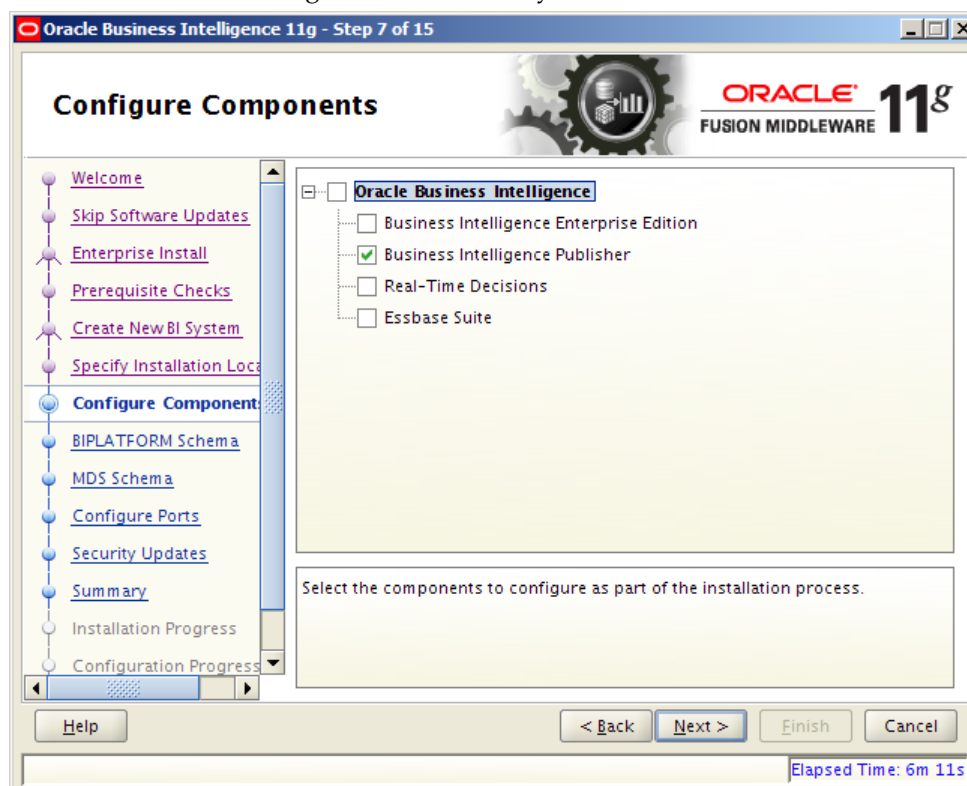 Oracle Business Intelligence 11g - Step 7 of 15
Configure Components
ORACLE
FUSION MIDDLEWARE
11g
Welcome
Skip Software Updates
Enterprise Install
Prerequisite Checks
Create New BI System
Specify Installation Loca
Configure Component
BIPLATFORM Schema
MDS Schema
Configure Ports
Security Updates
Summary
Installation Progress
Configuration Progress
Oracle Business Intelligence
Business Intelligence Enterprise Edition
Business Intelligence Publisher
Real-Time Decisions
Essbase Suite
Select the components to configure as part of the installation process.
Help
< Back
Next >
Finish
Cancel
Elapsed Time: 6m 11s